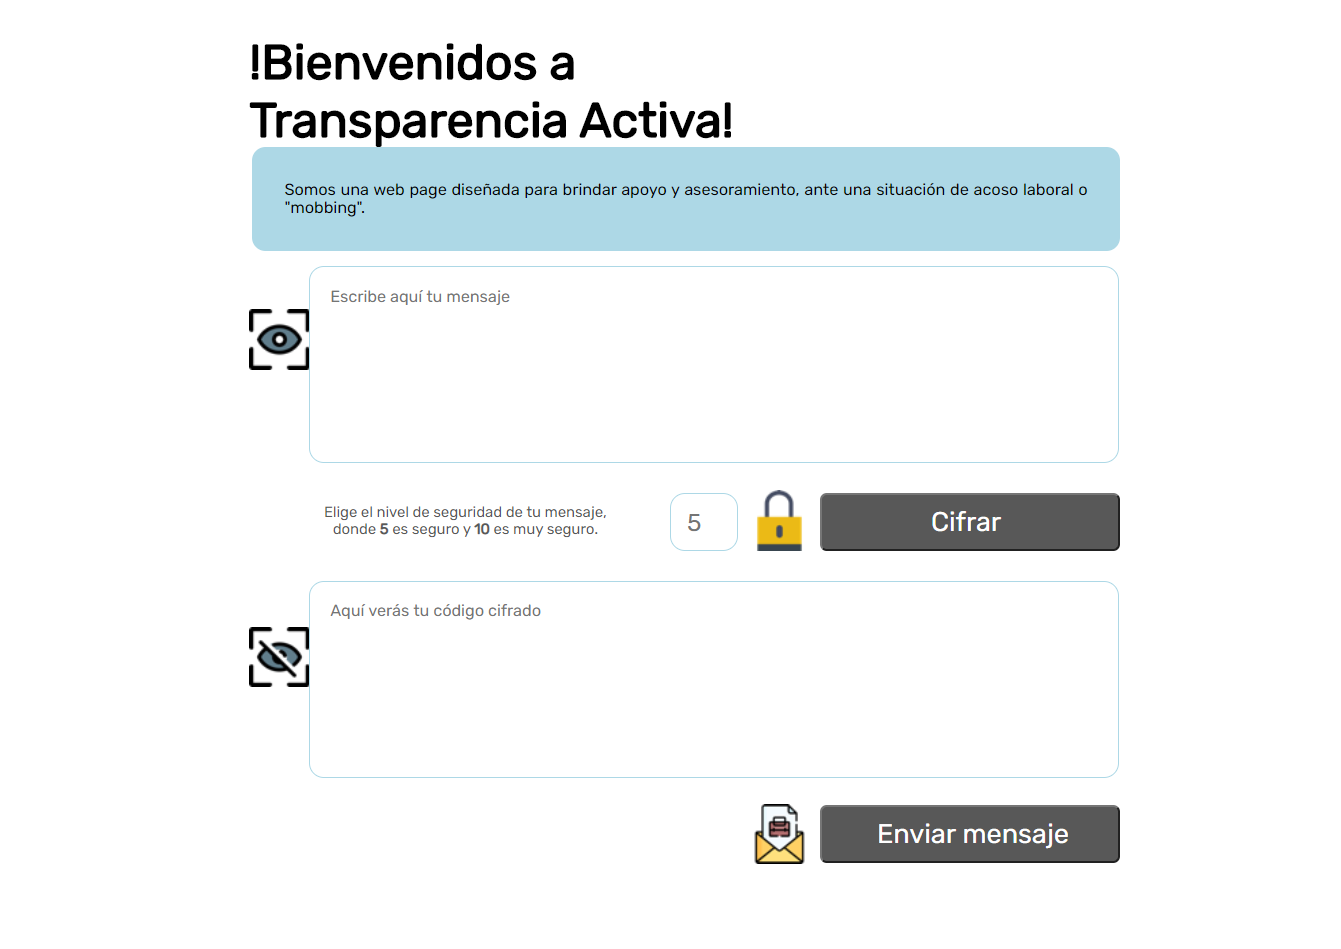 !Bienvenidos a
Transparencia Activa!
Somos una web page diseñada para brindar apoyo y asesoramiento, ante una situación de acoso laboral o
"mobbing".
Escribe aquí tu mensaje
Elige el nivel de seguridad de tu mensaje,
donde 5 es seguro y 10 es muy seguro.
5
Cifrar
Aquí verás tu código cifrado
Enviar mensaje